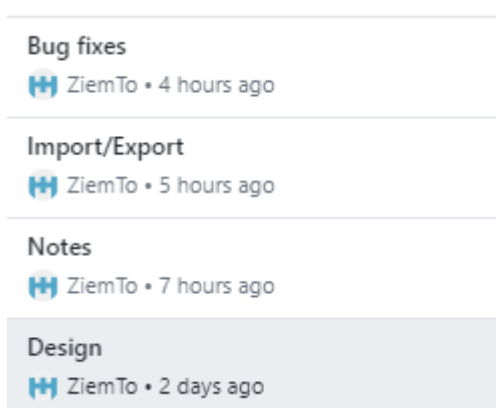 Bug fixes
ZiemTo • 4 hours ago
Import/Export
ZiemTo • 5 hours ago
Notes
ZiemTo • 7 hours ago
Design
ZiemTo • 2 days ago